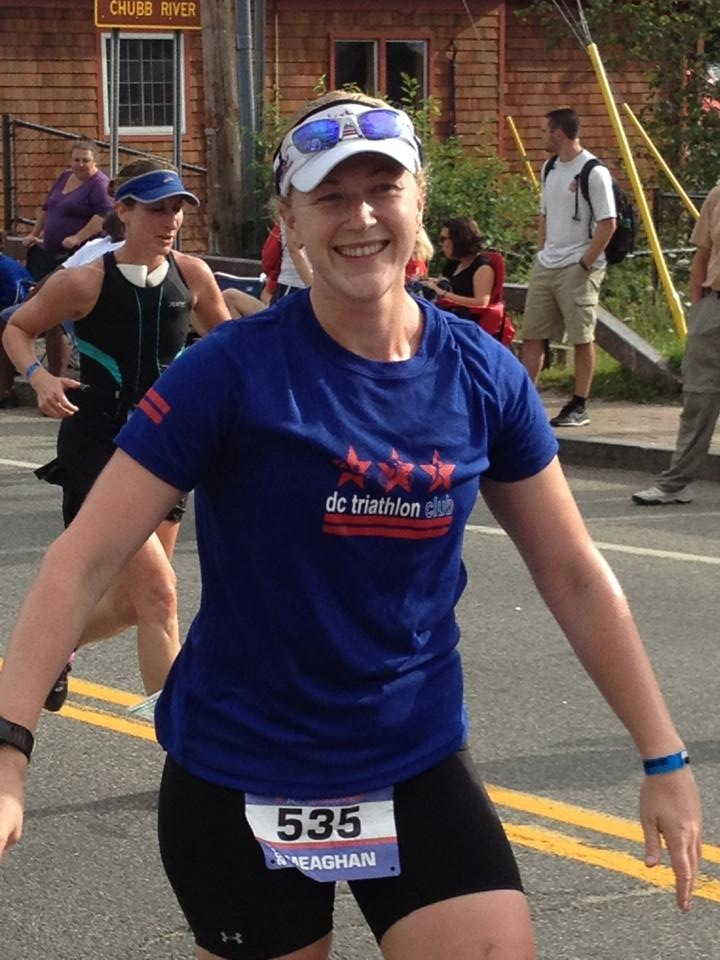 CHUBB RIVER
dc triathlon club
535
MEAGHAN